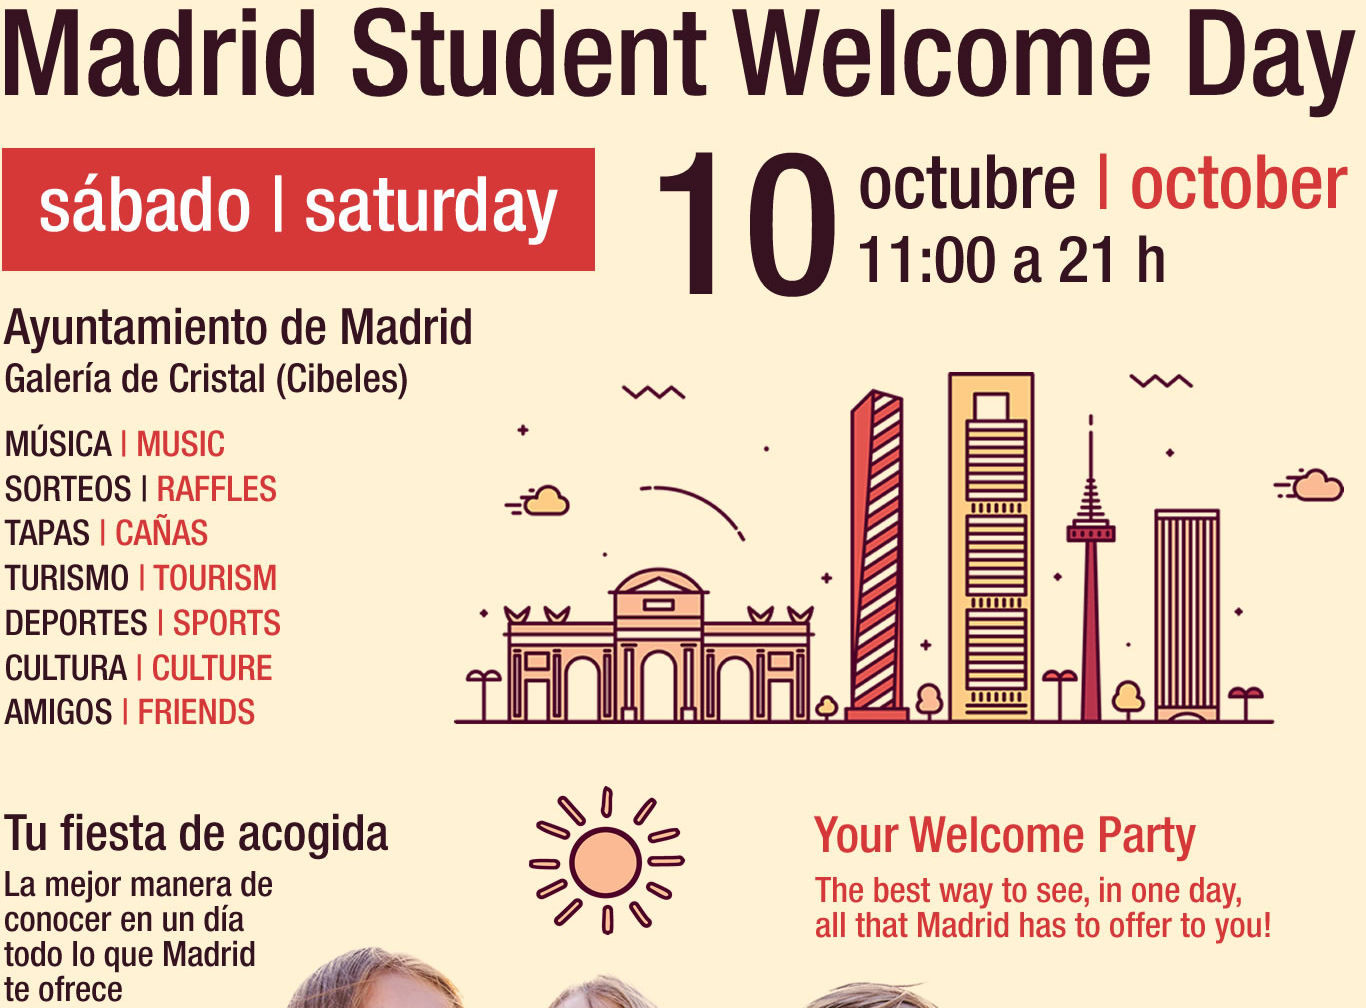 Madrid Student Welcome Day
sábado | saturday
10 octubre | october
11:00 a 21 h
Ayuntamiento de Madrid
Galería de Cristal (Cibeles)
MÚSICA | MUSIC
SORTEOS | RAFFLES
TAPAS | CAÑAS
TURISMO | TOURISM
DEPORTES | SPORTS
CULTURA | CULTURE
AMIGOS | FRIENDS
Tu fiesta de acogida
La mejor manera de
conocer en un día
todo lo que Madrid
te ofrece
Your Welcome Party
The best way to see, in one day,
all that Madrid has to offer to you!